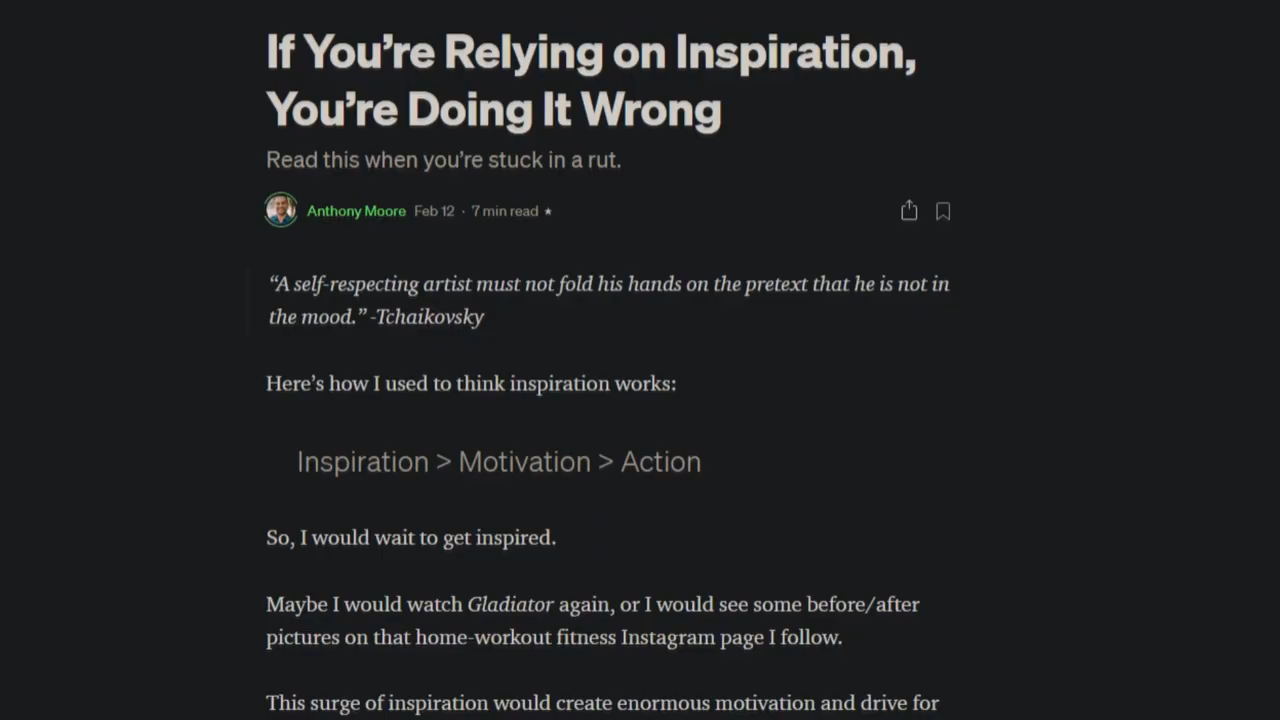 If You’re Relying on Inspiration,
You’re Doing It Wrong
Read this when you’re stuck in a rut.
Anthony Moore Feb 12 · 7 min read ★
“A self-respecting artist must not fold his hands on the pretext that he is not in
the mood.” -Tchaikovsky
Here’s how I used to think inspiration works:
Inspiration > Motivation > Action
So, I would wait to get inspired.
Maybe I would watch Gladiator again, or I would see some before/after
pictures on that home-workout fitness Instagram page I follow.
This surge of inspiration would create enormous motivation and drive for